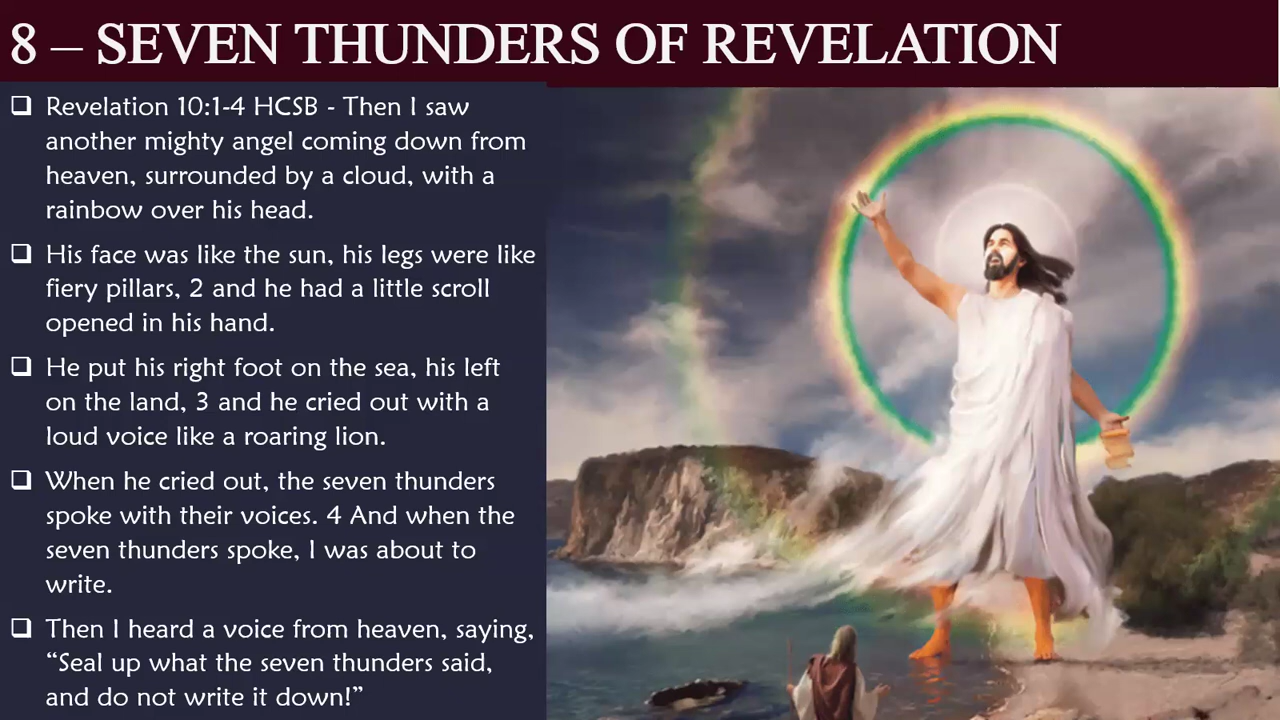 8 – SEVEN THUNDERS OF REVELATION
❑ Revelation 10:1-4 HCSB - Then I saw
another mighty angel coming down from
heaven, surrounded by a cloud, with a
rainbow over his head.
❑ His face was like the sun, his legs were like
fiery pillars, 2 and he had a little scroll
opened in his hand.
❑ He put his right foot on the sea, his left
on the land, 3 and he cried out with a
loud voice like a roaring lion.
❑ When he cried out, the seven thunders
spoke with their voices. 4 And when the
seven thunders spoke, I was about to
write.
❑ Then I heard a voice from heaven, saying,
“Seal up what the seven thunders said,
and do not write it down!”